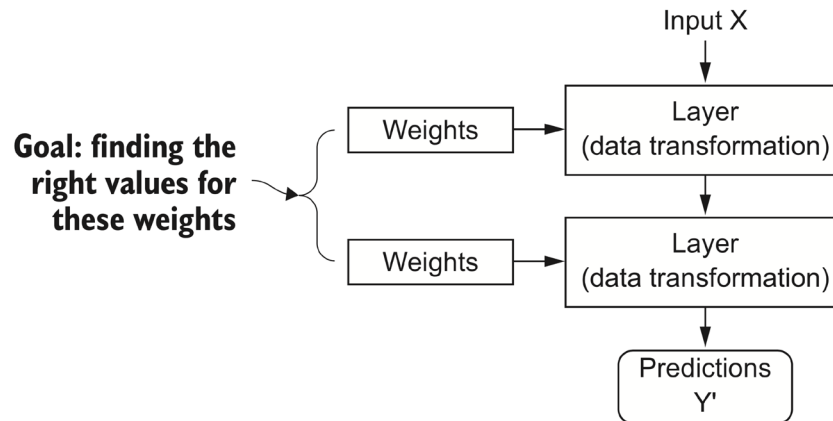 Input X
Layer
(data transformation)
Weights
Goal: finding the
right values for
these weights
Layer
(data transformation)
Weights
Predictions
Y'